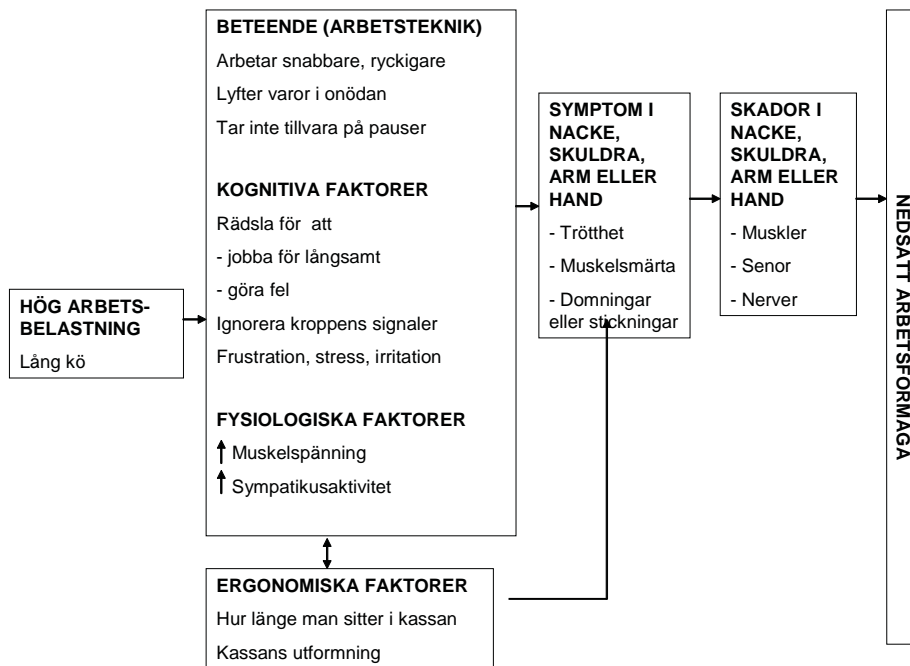 BETEENDE (ARBETSTEKNIK)
Arbetar snabbare, ryckigare
Lyfter varor i onödan
Tar inte tillvara på pauser
KOGNITIVA FAKTORER
Rädsla för att
- jobba för långsamt
- göra fel
Ignorera kroppens signaler
Frustration, stress, irritation
FYSIOLOGISKA FAKTORER
Muskelspänning
Sympatikusaktivitet
HÖG ARBETS-
BELASTNING
Lång kö
ERGONOMISKA FAKTORER
Hur länge man sitter i kassan
Kassans utformning
SYMPTOM I
NACKE,
SKULDRA,
ARM ELLER
HAND
- Trötthet
- Muskelsmärta
- Domningar
eller stickningar
SKADOR I
NACKE,
SKULDRA,
ARM ELLER
HAND
- Muskler
- Senor
- Nerver
NEDSATT ARBETSFORMAGA